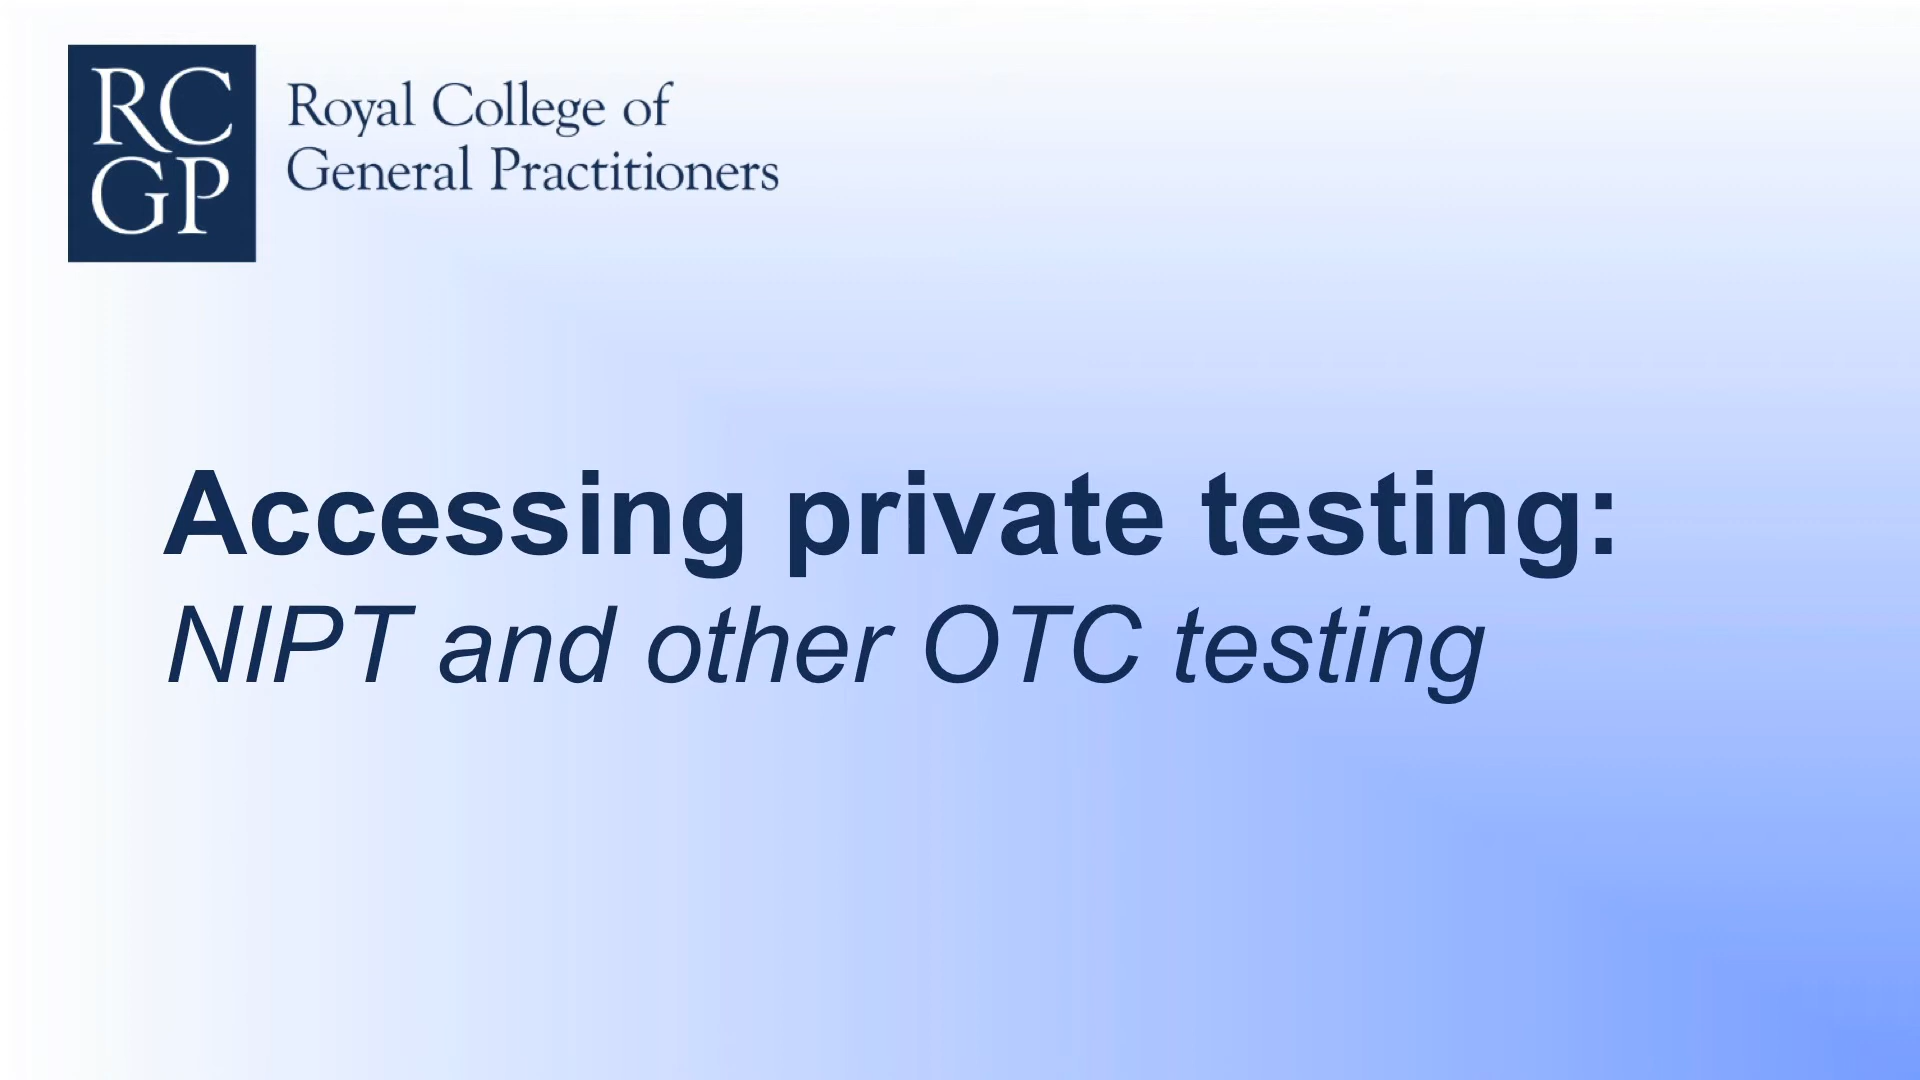 RC
GP
Royal College of
General Practitioners
Accessing private testing:
NIPT and other OTC testing